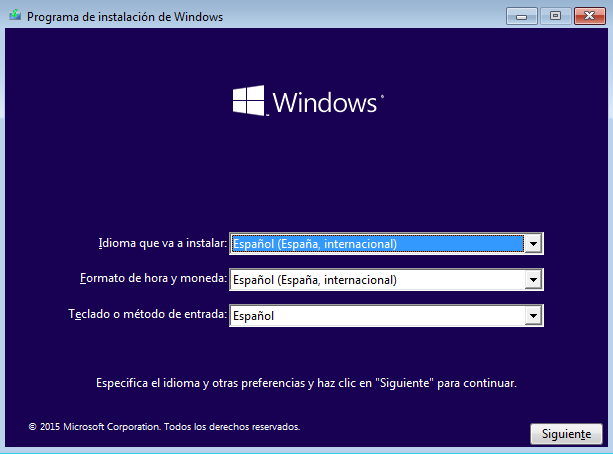 Programa de instalación de Windows
Windows®
Idioma que va a instalar: Español (España, internacional)
Formato de hora y moneda: Español (España, internacional)
Teclado o método de entrada: Español
Especifica el idioma y otras preferencias y haz clic en "Siguiente" para continuar.
© 2015 Microsoft Corporation. Todos los derechos reservados.
Siguiente